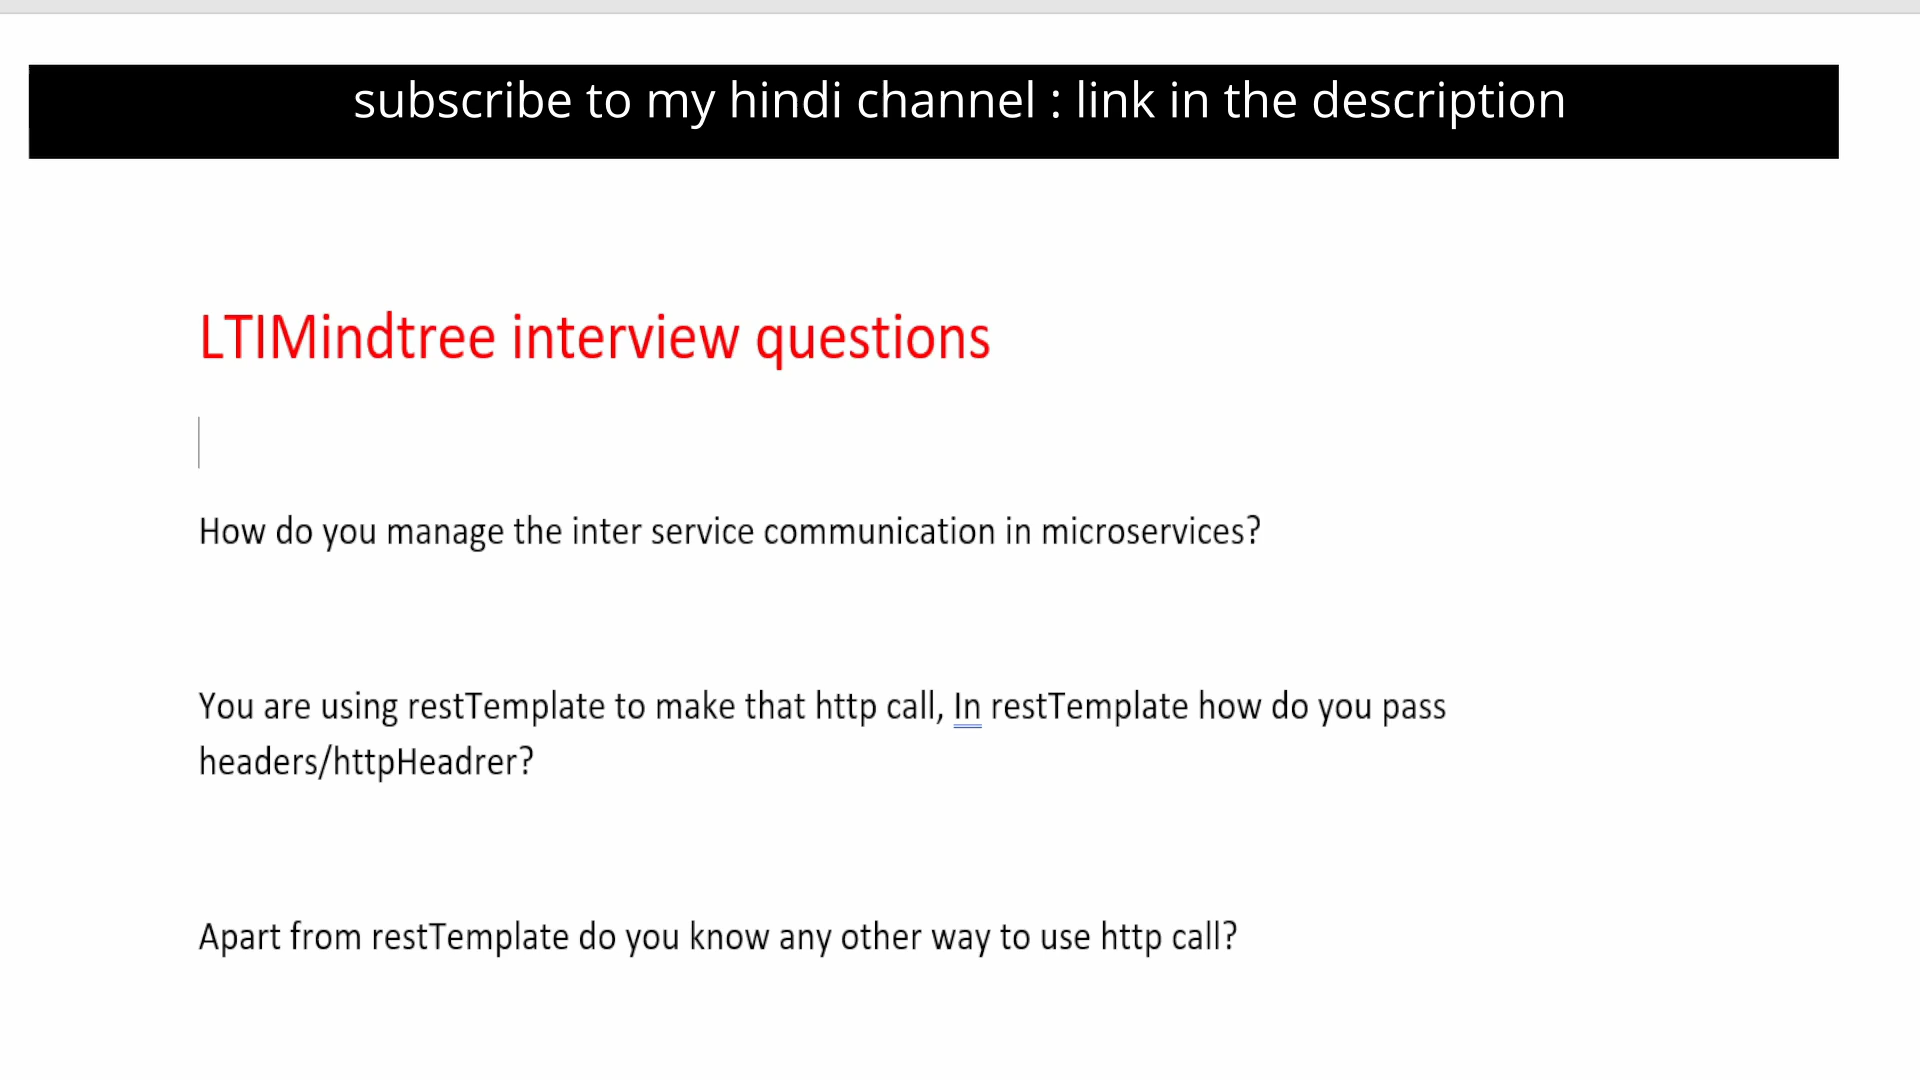 subscribe to my hindi channel : link in the description
LTIMindtree interview questions
How do you manage the inter service communication in microservices?
You are using restTemplate to make that http call, In restTemplate how do you pass
headers/httpHeadrer?
Apart from restTemplate do you know any other way to use http call?